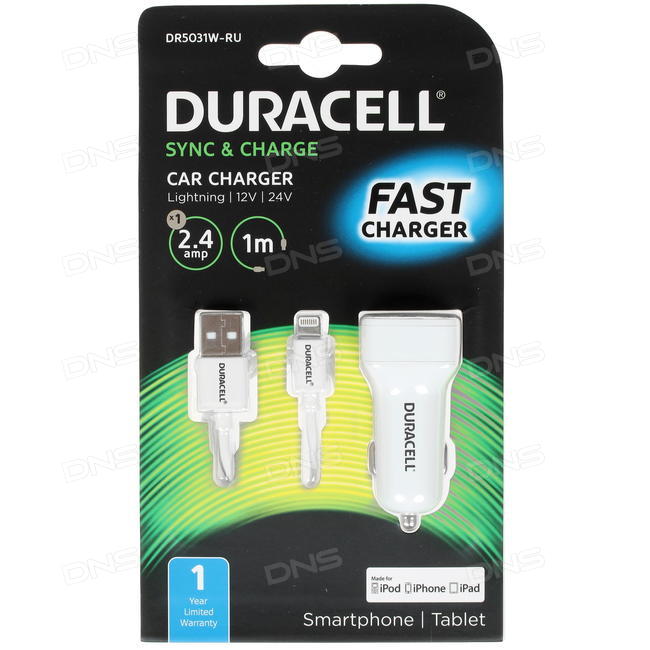 DR5031W-RU
DURACELL®
SYNC & CHARGE
CAR CHARGER
Lightning | 12V | 24V
x1
2.4
amp
1m
FAST
CHARGER
DURACELL®
DURACELL®
DURACELL®
1
Year
Limited
Warranty
Made for
iPod iPhone iPad
Smartphone | Tablet
DNS